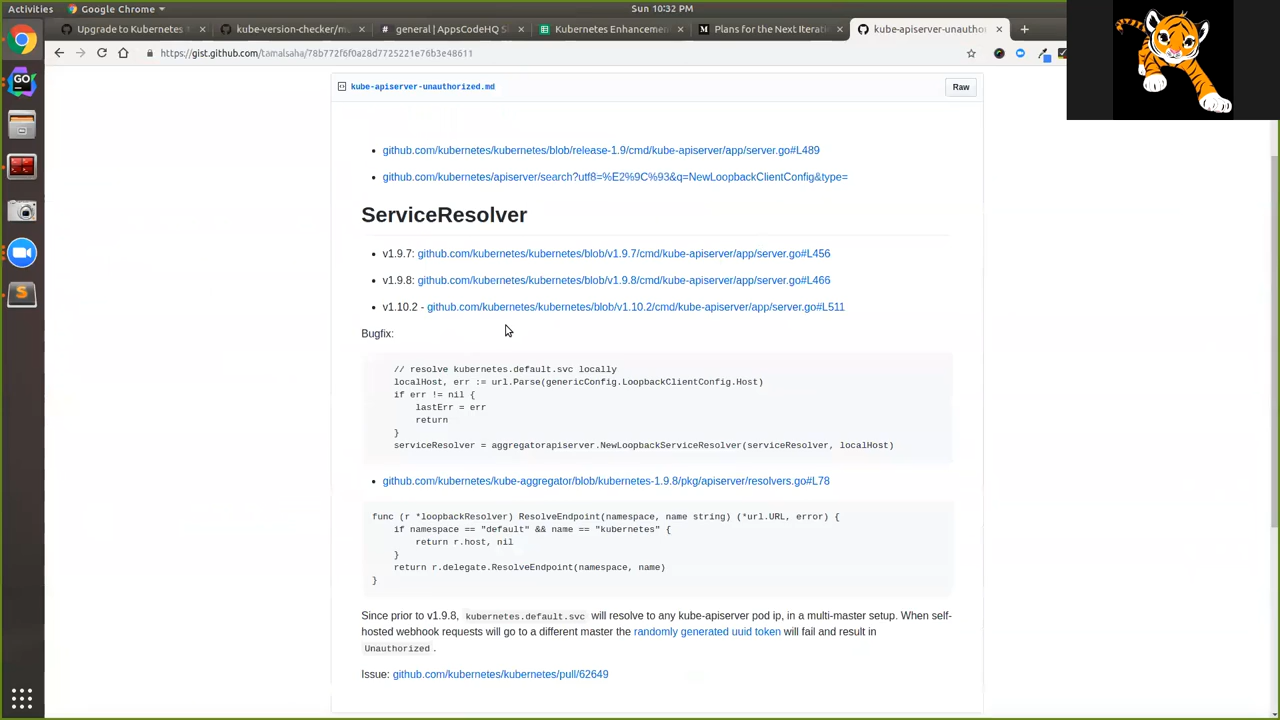 Activities
Google Chrome
Sun 10:32 PM
Upgrade to Kubernetes
kube-version-checker/m
general | AppsCodeHQ S
Kubernetes Enhancemen
Plans for the Next Iterati
kube-apiserver-unautho
https://gist.github.com/tamalsaha/78b772f6f0a28d7725221e76b3e48611
kube-apiserver-unauthorized.md
Raw
github.com/kubernetes/kubernetes/blob/release-1.9/cmd/kube-apiserver/app/server.go#L489
github.com/kubernetes/apiserver/search?utf8=%E2%9C%93&q=NewLoopbackClientConfig&type=
ServiceResolver
v1.9.7: github.com/kubernetes/kubernetes/blob/v1.9.7/cmd/kube-apiserver/app/server.go#L456
v1.9.8: github.com/kubernetes/kubernetes/blob/v1.9.8/cmd/kube-apiserver/app/server.go#L466
v1.10.2 - github.com/kubernetes/kubernetes/blob/v1.10.2/cmd/kube-apiserver/app/server.go#L511
Bugfix:
// resolve kubernetes.default.svc locally
localHost, err := url.Parse(genericConfig.LoopbackClientConfig.Host)
if err != nil {
lastErr = err
return
}
serviceResolver = aggregatorapiserver.NewLoopbackServiceResolver(serviceResolver, localHost)
github.com/kubernetes/kube-aggregator/blob/kubernetes-1.9.8/pkg/apiserver/resolvers.go#L78
func (r *loopbackResolver) ResolveEndpoint(namespace, name string) (*url.URL, error) {
if namespace == "default" && name == "kubernetes" {
return r.host, nil
}
return r.delegate.ResolveEndpoint(namespace, name)
}
Since prior to v1.9.8, kubernetes.default.svc will resolve to any kube-apiserver pod ip, in a multi-master setup. When self-
hosted webhook requests will go to a different master the randomly generated uuid token will fail and result in
Unauthorized.
Issue: github.com/kubernetes/kubernetes/pull/62649